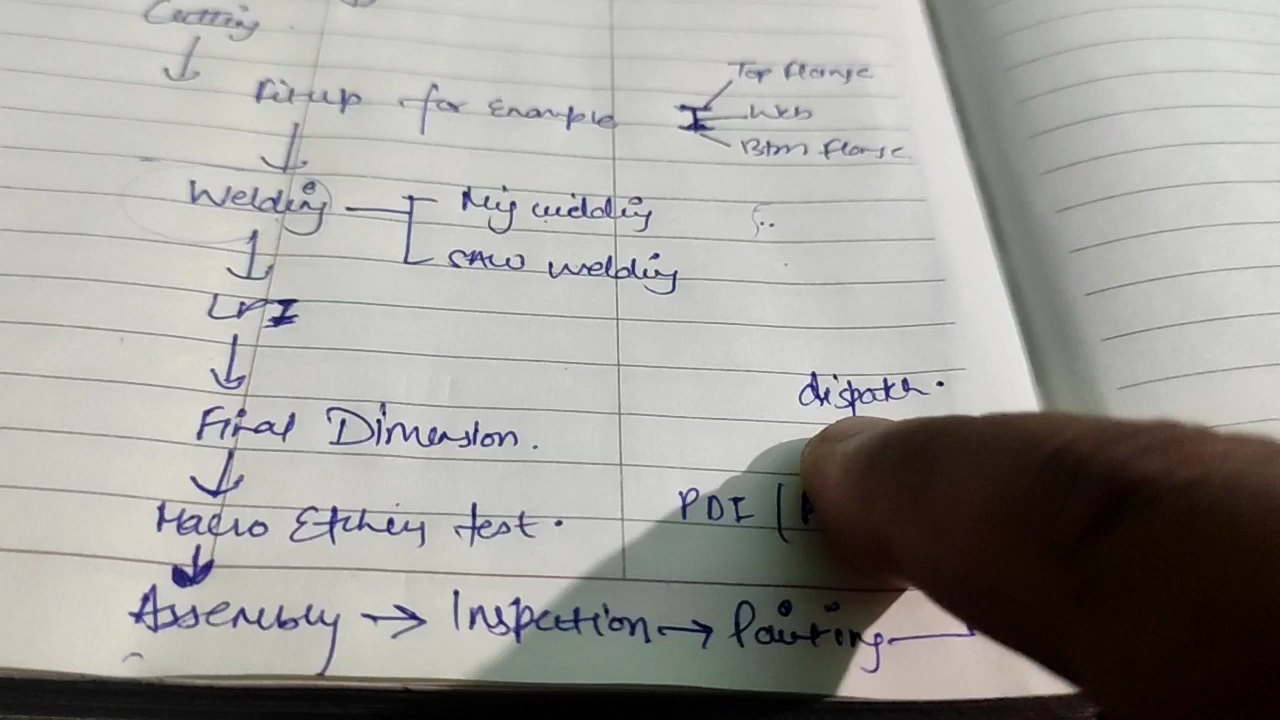 Cutting
Fitup for Example
Top flange
Web
Btm flange
Welding
Mig welding
SAW welding
LPI
dispatch.
Final Dimension.
PDI (
Macro Etching test.
Assembly → Inspection → Painting